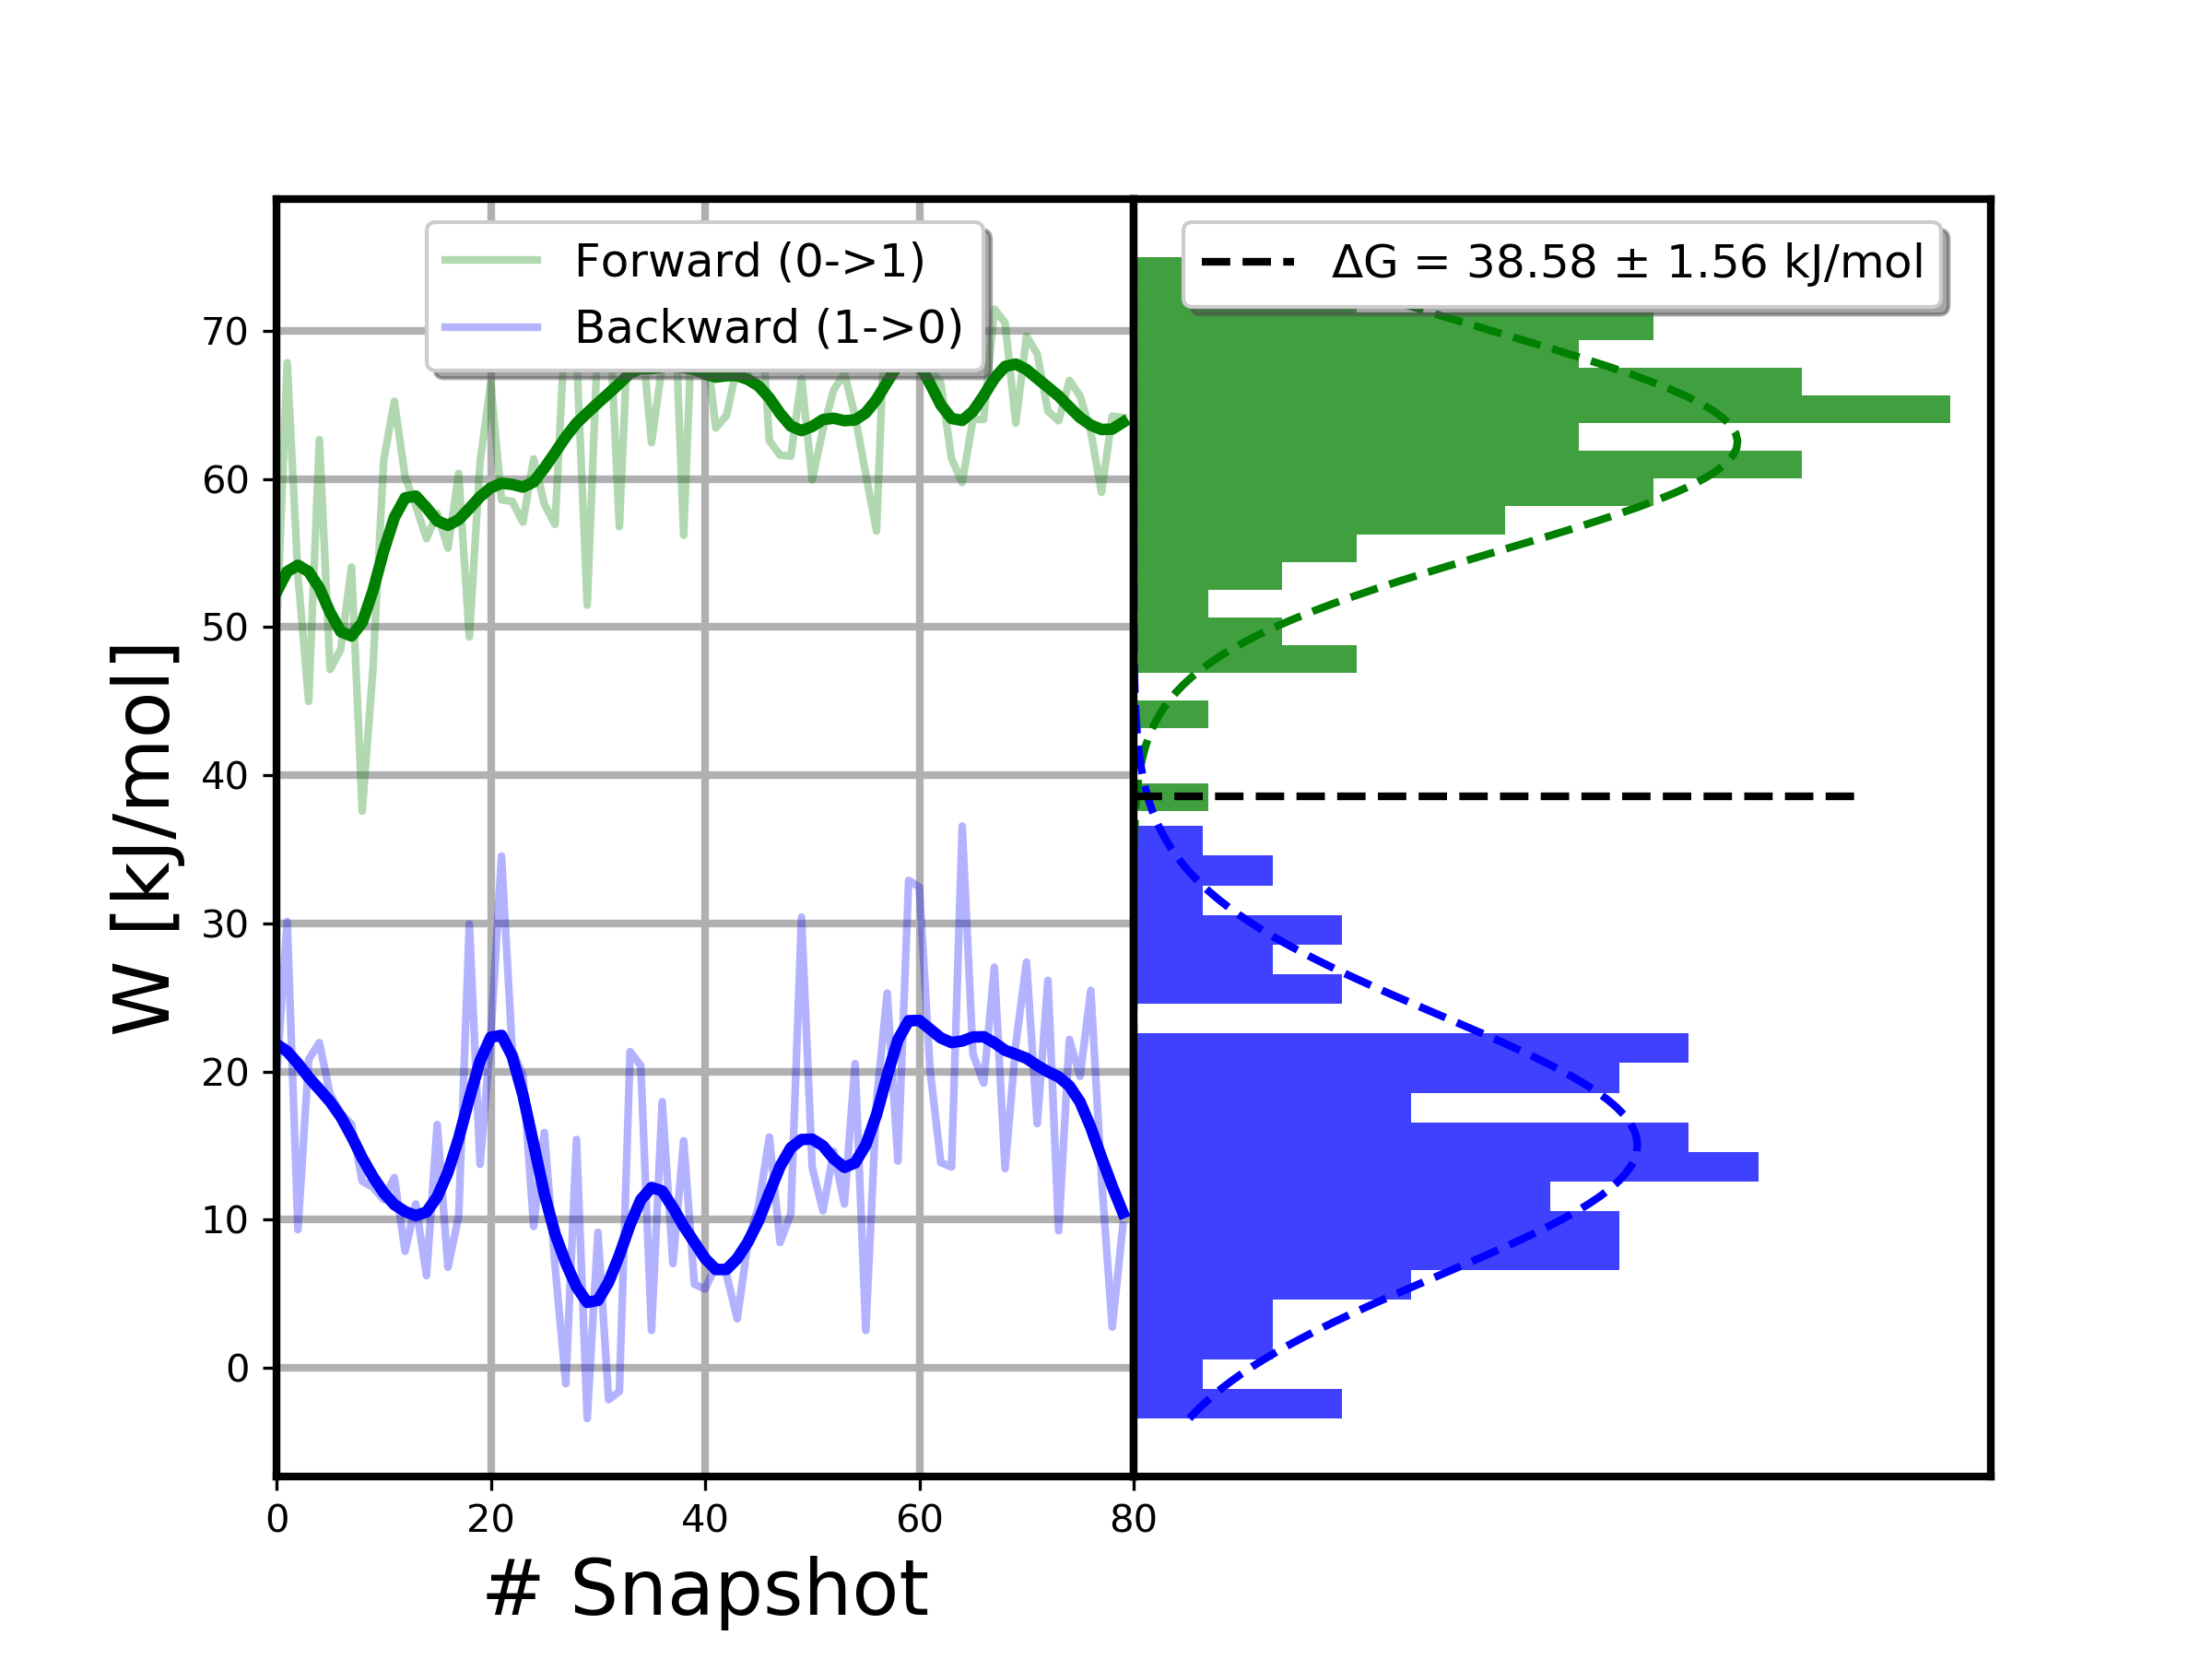 Forward (0->1)
Backward (1->0)
ΔG = 38.58 ± 1.56 kJ/mol
W [kJ/mol]
70
60
50
40
30
20
10
0
0 20 40 60 80
# Snapshot